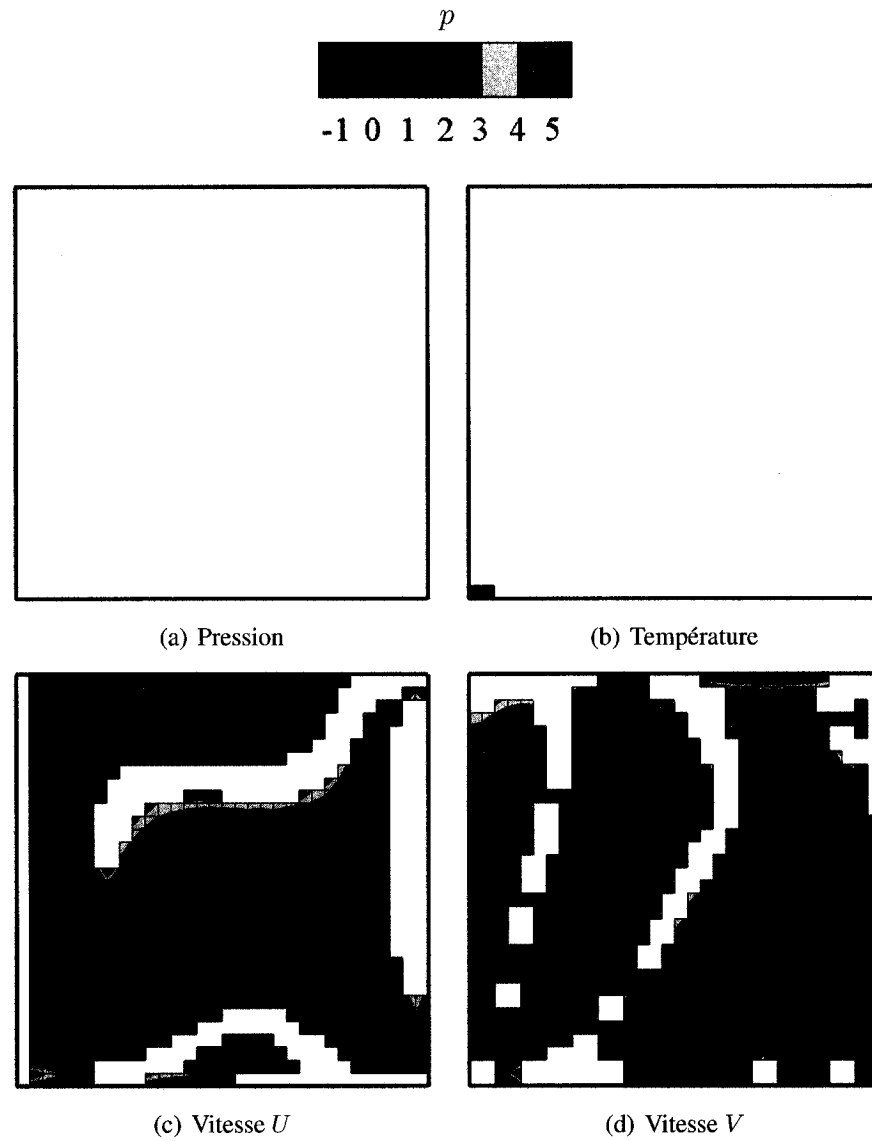 p
-1 0 1 2 3 4 5
(a) Pression
(b) Température
(c) Vitesse U
(d) Vitesse V